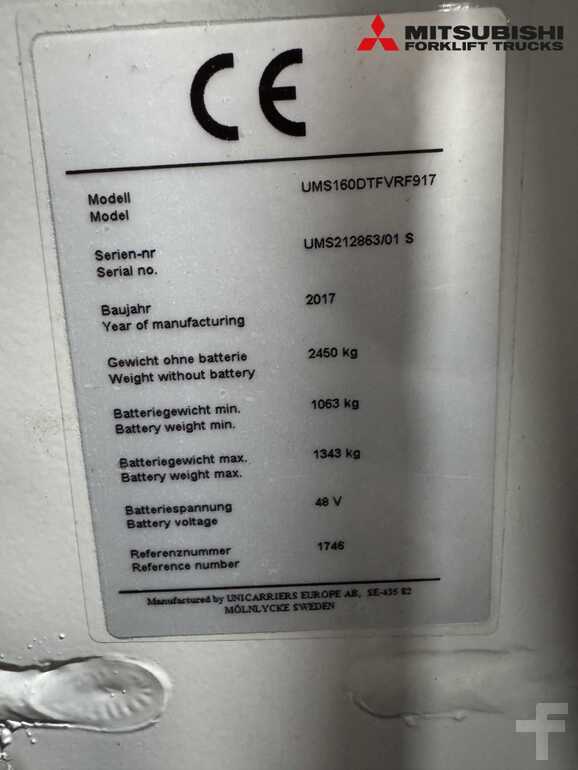 MITSUBISHI
FORKLIFT TRUCKS
CE
Modell UMS160DTFVRF917
Model
Serien-nr UMS212863/01 S
Serial no.
Baujahr 2017
Year of manufacturing
Gewicht ohne batterie 2450 kg
Weight without battery
Batteriegewicht min. 1063 kg
Battery weight min.
Batteriegewicht max. 1343 kg
Battery weight max.
Batteriespannung 48 V
Battery voltage
Referenznummer 1746
Reference number
Manufactured by UNICARRIERS EUROPE AB, SE-435 82
MÖLNLYCKE SWEDEN